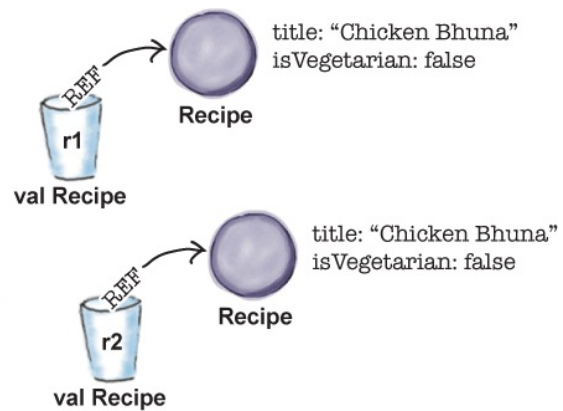 title: “Chicken Bhuna”
isVegetarian: false
REF
Recipe
r1
val Recipe
title: “Chicken Bhuna”
isVegetarian: false
REF
Recipe
r2
val Recipe